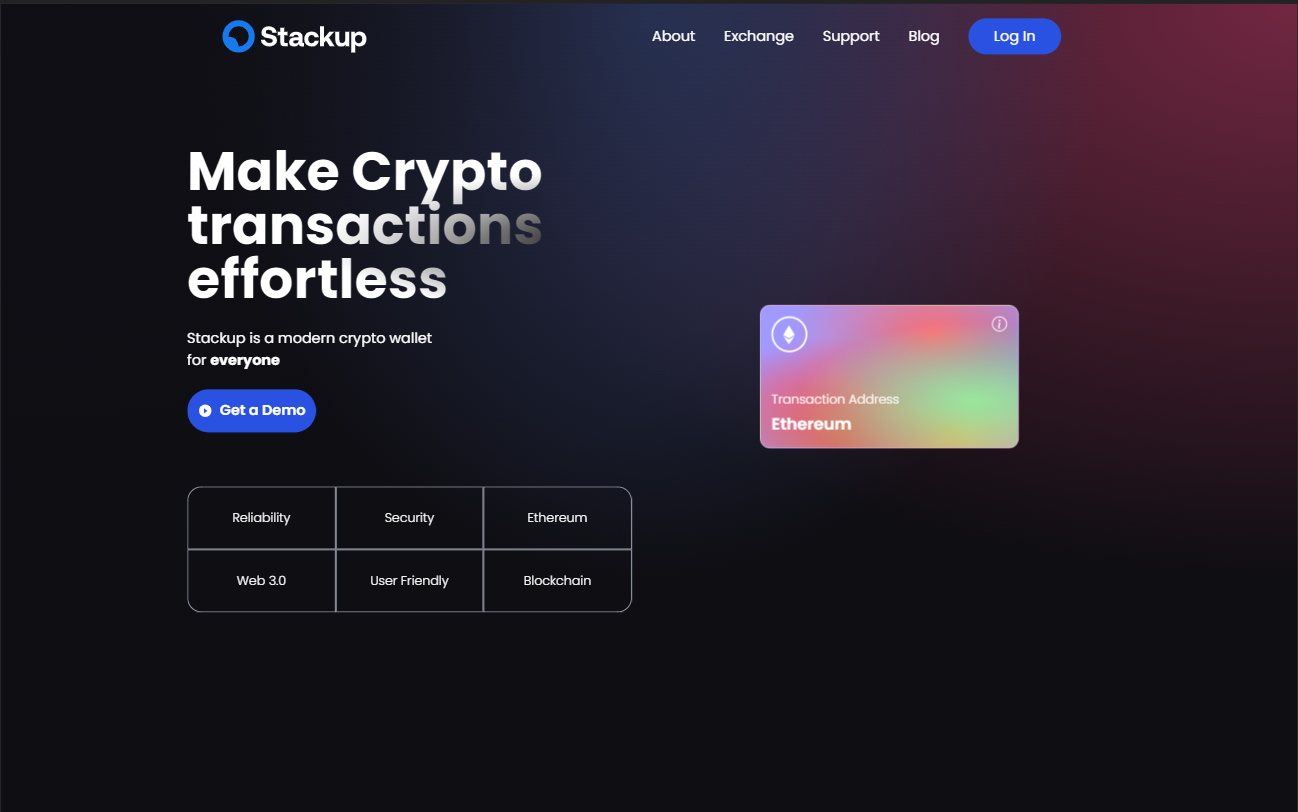 Stackup
About
Exchange
Support
Blog
Log In
Make Crypto
transactions
effortless
Stackup is a modern crypto wallet
for everyone
Get a Demo
Transaction Address
Ethereum
Reliability
Security
Ethereum
Web 3.0
User Friendly
Blockchain